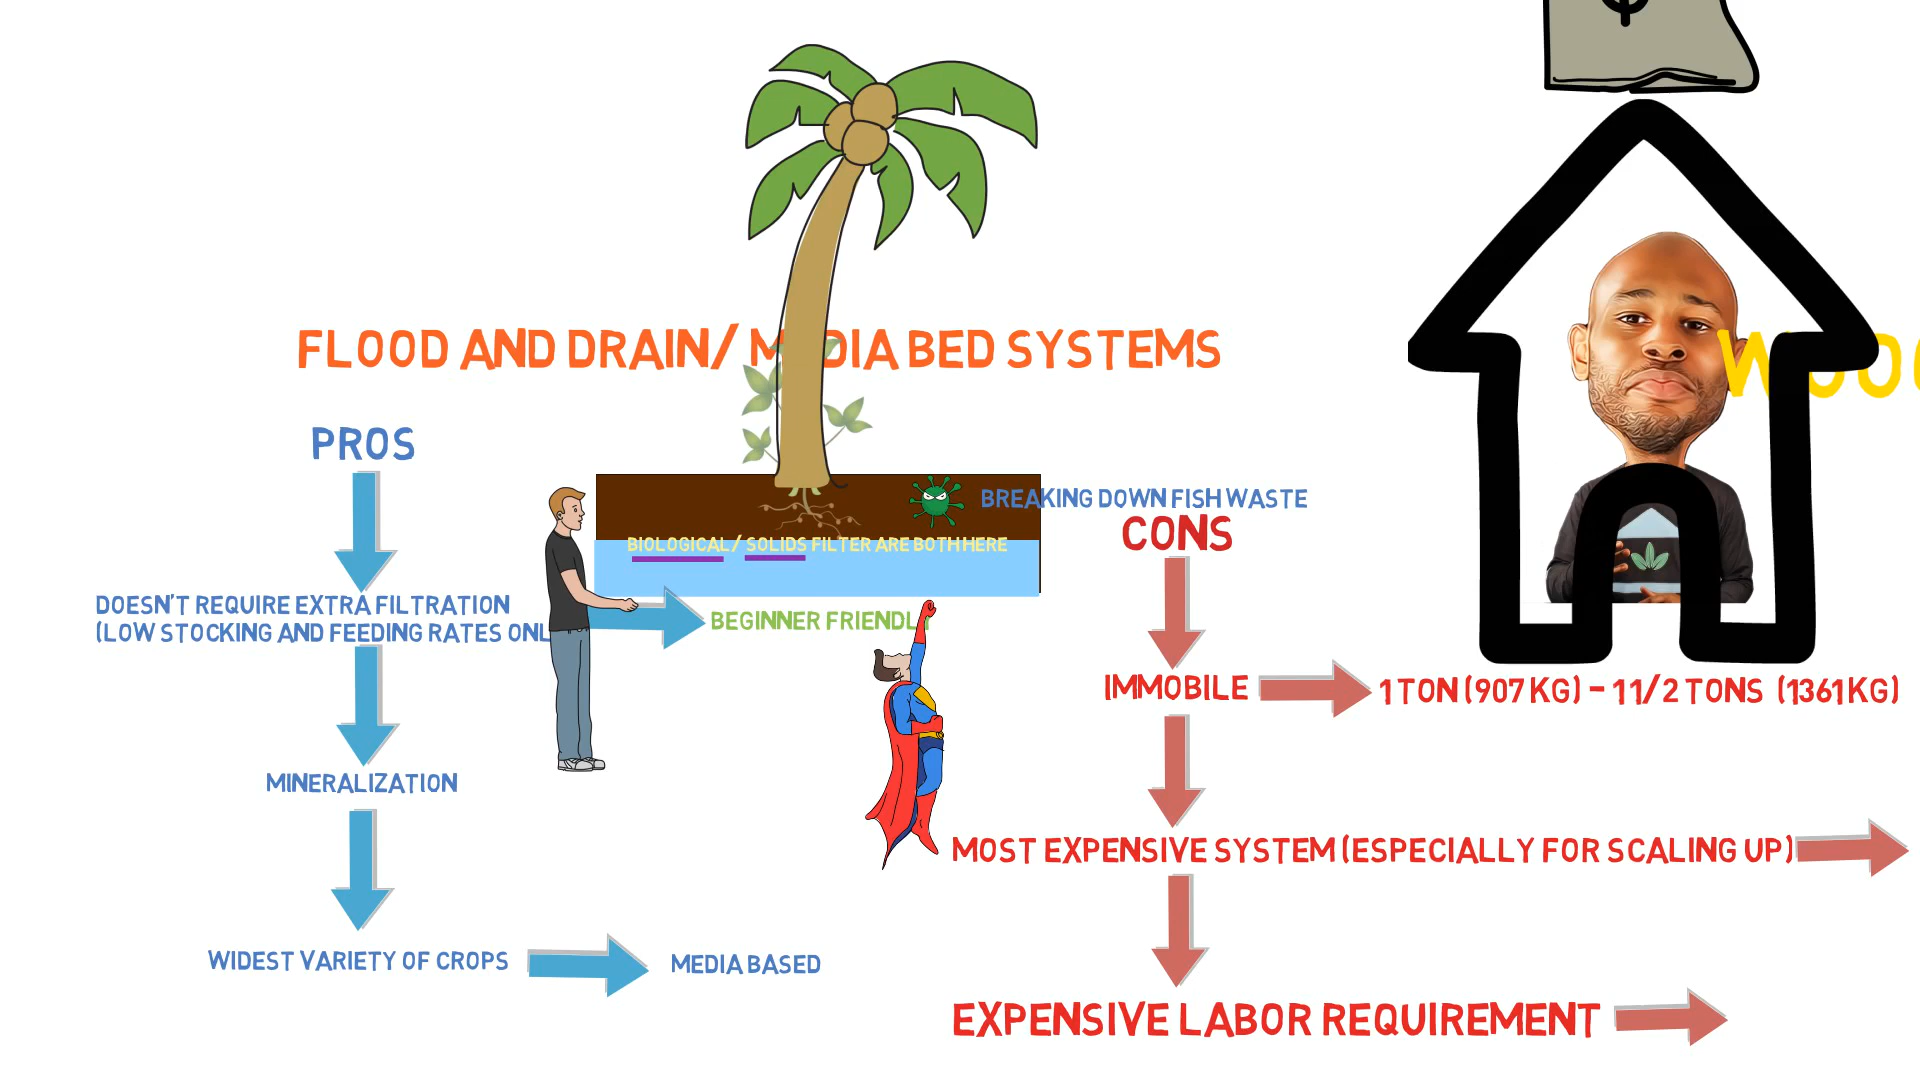 FLOOD AND DRAIN/ M DIA BED SYSTEMS
PROS
BREAKING DOWN FISH WASTE
CONS
BIOLOGICAL/ SOLIDS FILTER ARE BOTH HERE
DOESN'T REQUIRE EXTRA FILTRATION
(LOW STOCKING AND FEEDING RATES ONL
BEGINNER FRIENDLY
IMMOBILE
1 TON (907 KG) - 1 1/2 TONS (1361 KG)
MINERALIZATION
MOST EXPENSIVE SYSTEM (ESPECIALLY FOR SCALING UP)
WIDEST VARIETY OF CROPS
MEDIA BASED
EXPENSIVE LABOR REQUIREMENT